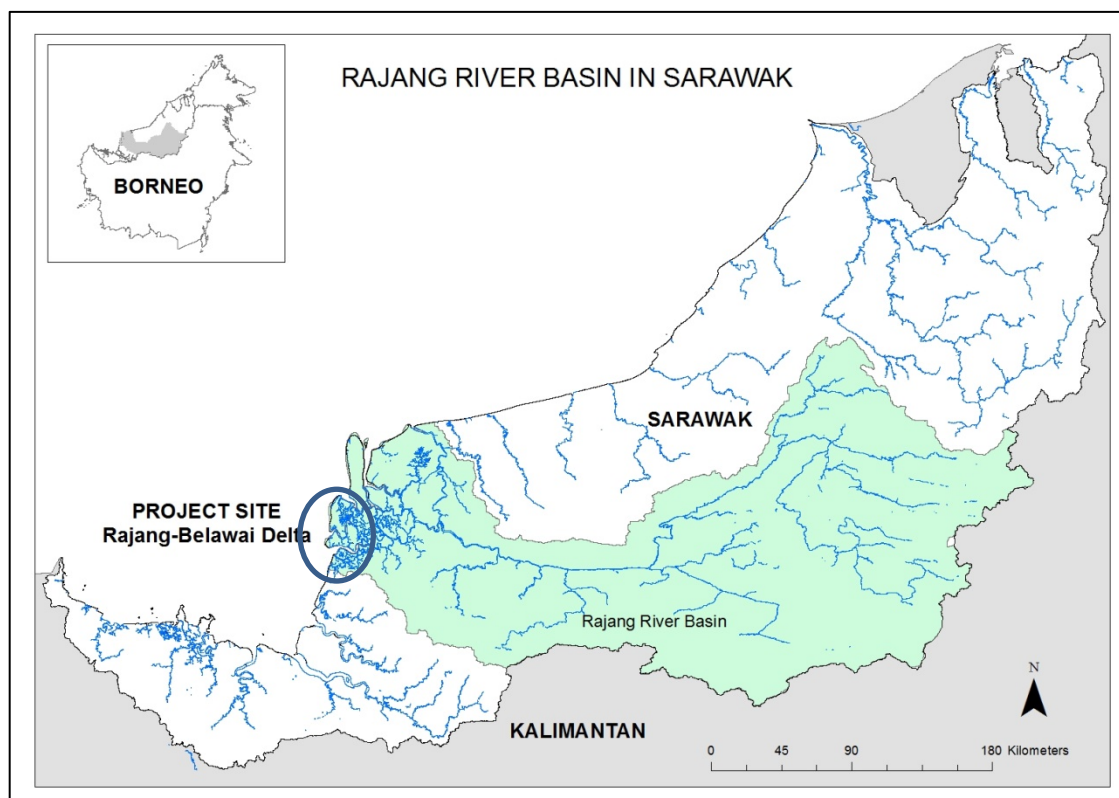 RAJANG RIVER BASIN IN SARAWAK
BORNEO
SARAWAK
PROJECT SITE
Rajang-Belawai Delta
Rajang River Basin
N
KALIMANTAN
0 45 90 180 Kilometers